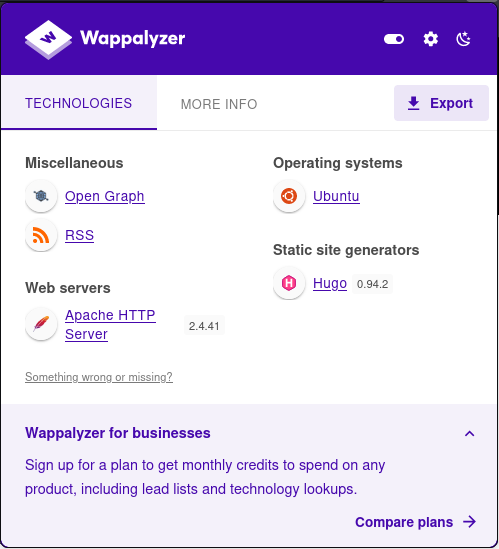 Wappalyzer
TECHNOLOGIES
MORE INFO
Export
Miscellaneous
Open Graph
RSS
Web servers
Apache HTTP
Server
2.4.41
Operating systems
Ubuntu
Static site generators
Hugo 0.94.2
Something wrong or missing?
Wappalyzer for businesses
Sign up for a plan to get monthly credits to spend on any
product, including lead lists and technology lookups.
Compare plans